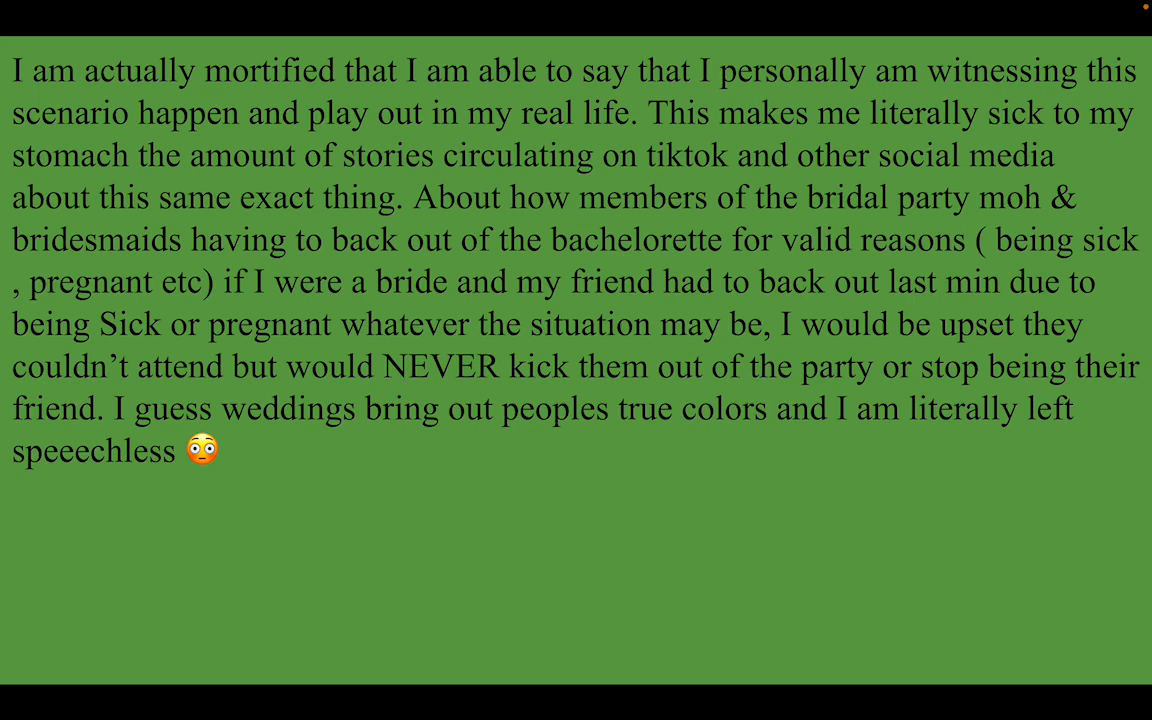 I am actually mortified that I am able to say that I personally am witnessing this
scenario happen and play out in my real life. This makes me literally sick to my
stomach the amount of stories circulating on tiktok and other social media
about this same exact thing. About how members of the bridal party moh &
bridesmaids having to back out of the bachelorette for valid reasons ( being sick
, pregnant etc) if I were a bride and my friend had to back out last min due to
being Sick or pregnant whatever the situation may be, I would be upset they
couldn’t attend but would NEVER kick them out of the party or stop being their
friend. I guess weddings bring out peoples true colors and I am literally left
speeechless 😳